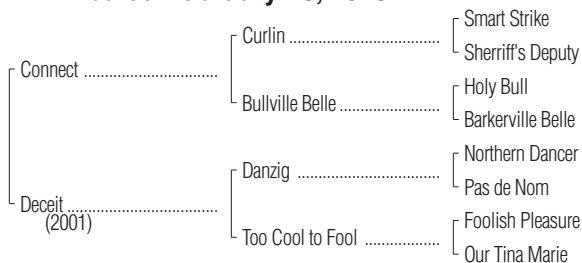 Smart Strike
Curlin ..............................
Sherriff's Deputy
Connect ...............................
Holy Bull
Bullville Belle ......................
Barkerville Belle
Northern Dancer
Danzig ..............................
Pas de Nom
Deceit ...................................
(2001)
Foolish Pleasure
Too Cool to Fool .................
Our Tina Marie